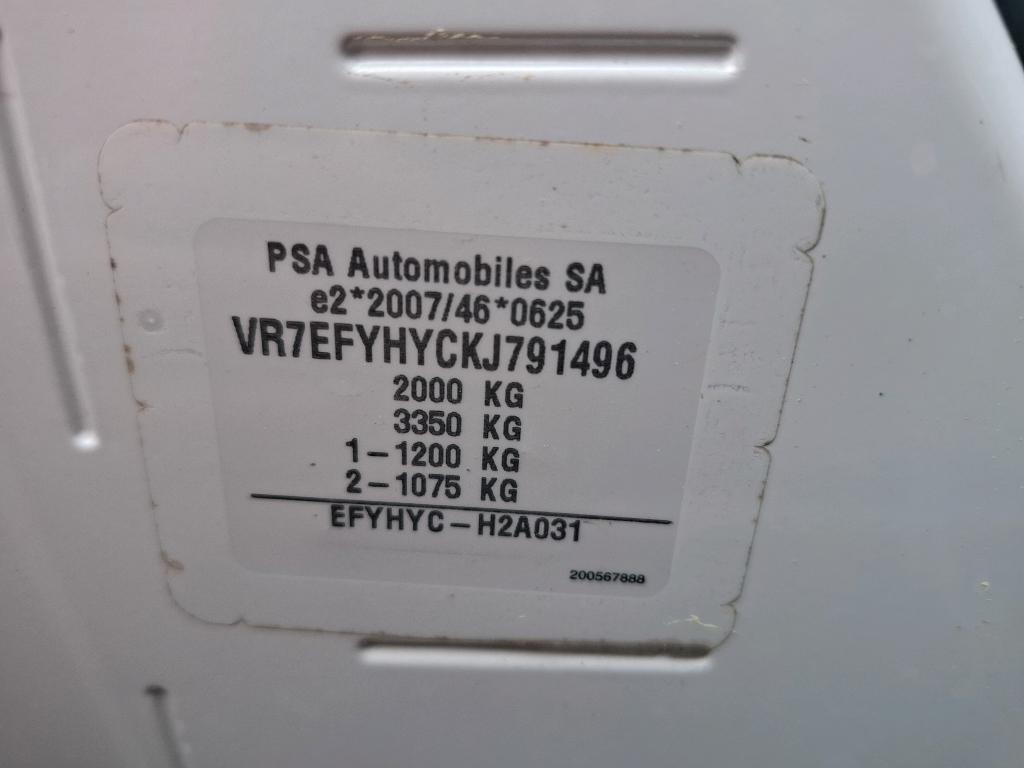 PSA Automobiles SA
e2*2007/46*0625
VR7EFYHYCKJ791496
2000 KG
3350 KG
1-1200 KG
2-1075 KG
EFYHYC-H2A031
200567888